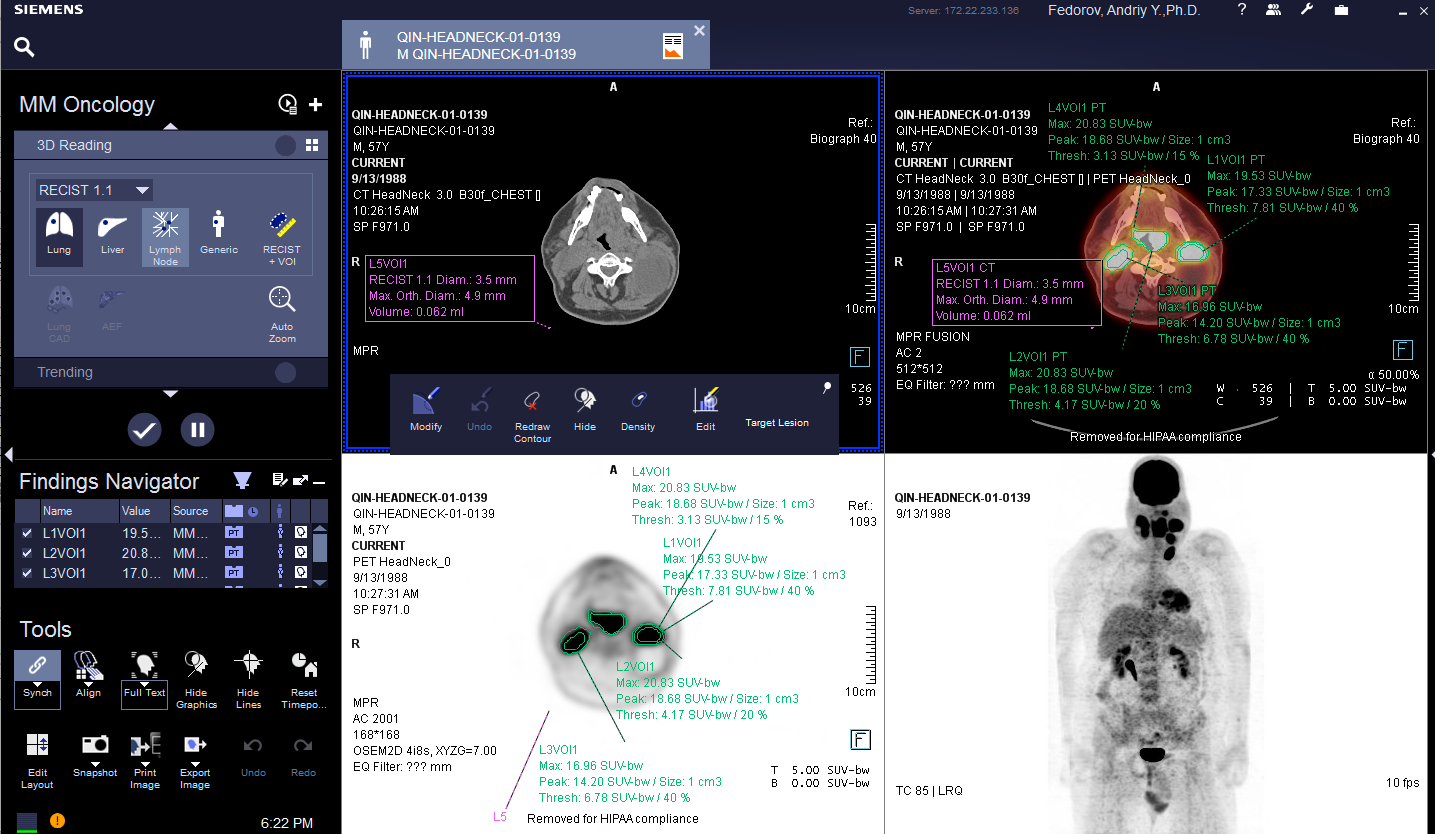 SIEMENS
Server: 172.22.233.136
Fedorov, Andriy Y.,Ph.D.
?
QIN-HEADNECK-01-0139
M QIN-HEADNECK-01-0139
MM Oncology
3D Reading
RECIST 1.1
Lung
Liver
Lymph
Node
Generic
RECIST
+ VOI
Lung
CAD
AEF
Auto
Zoom
Trending
Findings Navigator
Name Value Source
L1VOI1 19.5... MM... PT
L2VOI1 20.8... MM... PT
L3VOI1 17.0... MM... PT
Tools
Synch
Align
Full Text
Hide
Graphics
Hide
Lines
Reset
Timepo...
Edit
Layout
Snapshot
Print
Image
Export
Image
Undo
Redo
6:22 PM
A
QIN-HEADNECK-01-0139
QIN-HEADNECK-01-0139
M, 57Y
CURRENT
9/13/1988
CT HeadNeck 3.0 B30f_CHEST []
10:26:15 AM
SP F971.0
Ref.:
Biograph 40
R
L5VOI1
RECIST 1.1 Diam.: 3.5 mm
Max. Orth. Diam.: 4.9 mm
Volume: 0.062 ml
10cm
MPR
F
526
39
Modify
Undo
Redraw
Contour
Hide
Density
Edit
Target Lesion
A
QIN-HEADNECK-01-0139
QIN-HEADNECK-01-0139
M, 57Y
CURRENT | CURRENT
9/13/1988
CT HeadNeck 3.0 B30f_CHEST [] | PET HeadNeck_0
9/13/1988 | 9/13/1988
10:26:15 AM | 10:27:31 AM
SP F971.0 | SP F971.0
L4VOI1 PT
Max: 20.83 SUV-bw
Peak: 18.68 SUV-bw / Size: 1 cm3
Thresh: 3.13 SUV-bw / 15 %
Ref.:
Biograph 40
L1VOI1 PT
Max: 19.53 SUV-bw
Peak: 17.33 SUV-bw / Size: 1 cm3
Thresh: 7.81 SUV-bw / 40 %
R
L5VOI1 CT
RECIST 1.1 Diam.: 3.5 mm
Max. Orth. Diam.: 4.9 mm
Volume: 0.062 ml
L3VOI1 PT
Max: 16.96 SUV-bw
Peak: 14.20 SUV-bw / Size: 1 cm3
Thresh: 6.78 SUV-bw / 40 %
10cm
MPR FUSION
AC 2
512*512
EQ Filter: ??? mm
L2VOI1 PT
Max: 20.83 SUV-bw
Peak: 18.68 SUV-bw / Size: 1 cm3
Thresh: 4.17 SUV-bw / 20 %
F
α 50.00%
W 526 | T 5.00 SUV-bw
C 39 | B 0.00 SUV-bw
Removed for HIPAA compliance
A
QIN-HEADNECK-01-0139
QIN-HEADNECK-01-0139
M, 57Y
CURRENT
PET HeadNeck_0
9/13/1988
10:27:31 AM
SP F971.0
L4VOI1
Max: 20.83 SUV-bw
Peak: 18.68 SUV-bw / Size: 1 cm3
Thresh: 3.13 SUV-bw / 15 %
Ref.:
1093
L1VOI1
Max: 19.53 SUV-bw
Peak: 17.33 SUV-bw / Size: 1 cm3
Thresh: 7.81 SUV-bw / 40 %
R
L2VOI1
Max: 20.83 SUV-bw
Peak: 18.68 SUV-bw / Size: 1 cm3
Thresh: 4.17 SUV-bw / 20 %
10cm
MPR
AC 2001
168*168
OSEM2D 4i8s, XYZG=7.00
EQ Filter: ??? mm
L3VOI1
Max: 16.96 SUV-bw
Peak: 14.20 SUV-bw / Size: 1 cm3
Thresh: 6.78 SUV-bw / 40 %
F
T 5.00 SUV-bw
B 0.00 SUV-bw
L5
Removed for HIPAA compliance
QIN-HEADNECK-01-0139
9/13/1988
TC 85 | LRQ
10 fps